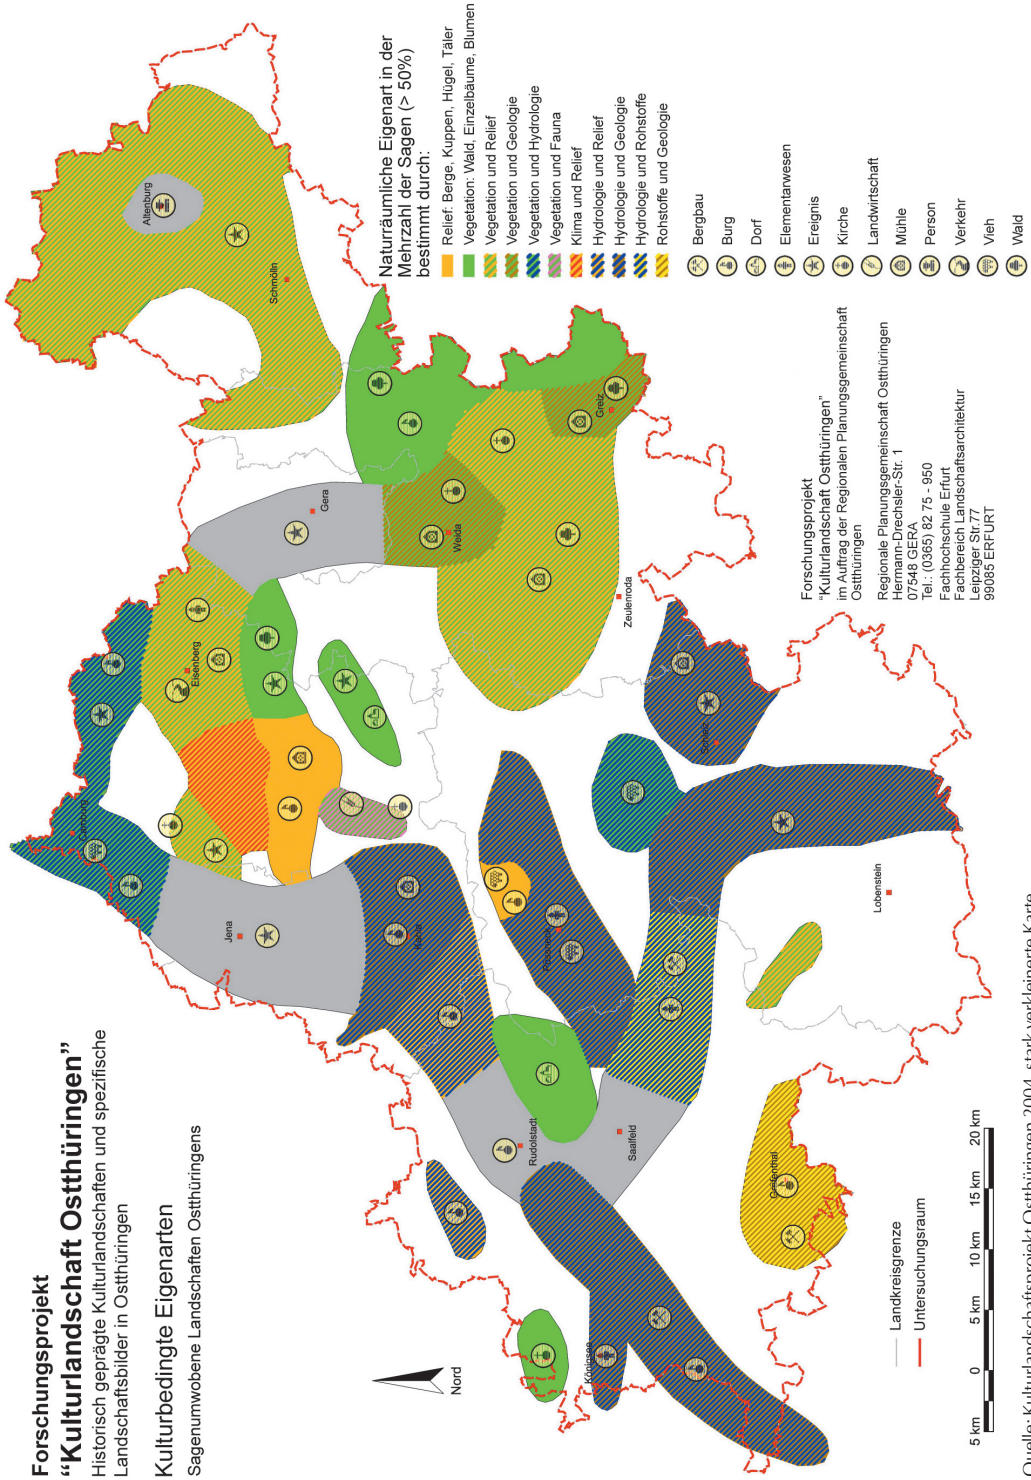 Forschungsprojekt
“Kulturlandschaft Ostthüringen”
Historisch geprägte Kulturlandschaften und spezifische
Landschaftsbilder in Ostthüringen
Kulturbedingte Eigenarten
Sagenumwobene Landschaften Ostthüringens
Nord
Altenburg
Schmölln
Gera
Eisenberg
Camburg
Jena
Kahla
Weida
Greiz
Zeulenroda
Schleiz
Pössneck
Rudolstadt
Saalfeld
Königsee
Lobenstein
Gräfenthal
Naturräumliche Eigenart in der
Mehrzahl der Sagen (> 50%)
bestimmt durch:
Relief: Berge, Kuppen, Hügel, Täler
Vegetation: Wald, Einzelbäume, Blumen
Vegetation und Relief
Vegetation und Geologie
Vegetation und Hydrologie
Vegetation und Fauna
Klima und Relief
Hydrologie und Relief
Hydrologie und Geologie
Hydrologie und Rohstoffe
Rohstoffe und Geologie
Bergbau
Burg
Dorf
Elementarwesen
Ereignis
Kirche
Landwirtschaft
Mühle
Person
Verkehr
Vieh
Wald
Forschungsprojekt
“Kulturlandschaft Ostthüringen”
im Auftrag der Regionalen Planungsgemeinschaft
Ostthüringen
Regionale Planungsgemeinschaft Ostthüringen
Hermann-Drechsler-Str. 1
07548 GERA
Tel.: (0365) 82 75 - 950
Fachhochschule Erfurt
Fachbereich Landschaftsarchitektur
Leipziger Str.77
99085 ERFURT
Landkreisgrenze
Untersuchungsraum
5 km 0 5 km 10 km 15 km 20 km
Quelle: Kulturlandschaftsprojekt Ostthüringen 2004, stark verkleinerte Karte